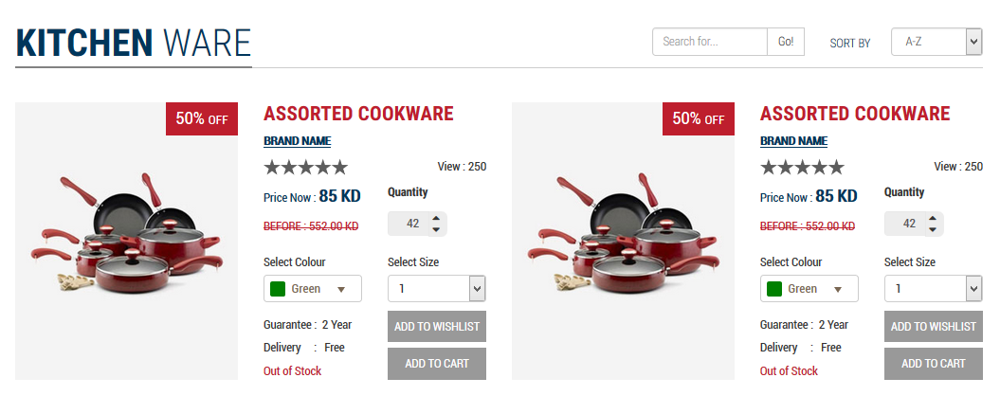 KITCHEN WARE
Search for...
Go!
SORT BY
A-Z
50% OFF
ASSORTED COOKWARE
BRAND NAME
View : 250
Price Now : 85 KD
Quantity
BEFORE : 552.00 KD
42
Select Colour
Select Size
Green
1
Guarantee : 2 Year
ADD TO WISHLIST
Delivery : Free
ADD TO CART
Out of Stock
50% OFF
ASSORTED COOKWARE
BRAND NAME
View : 250
Price Now : 85 KD
Quantity
BEFORE : 552.00 KD
42
Select Colour
Select Size
Green
1
Guarantee : 2 Year
ADD TO WISHLIST
Delivery : Free
ADD TO CART
Out of Stock